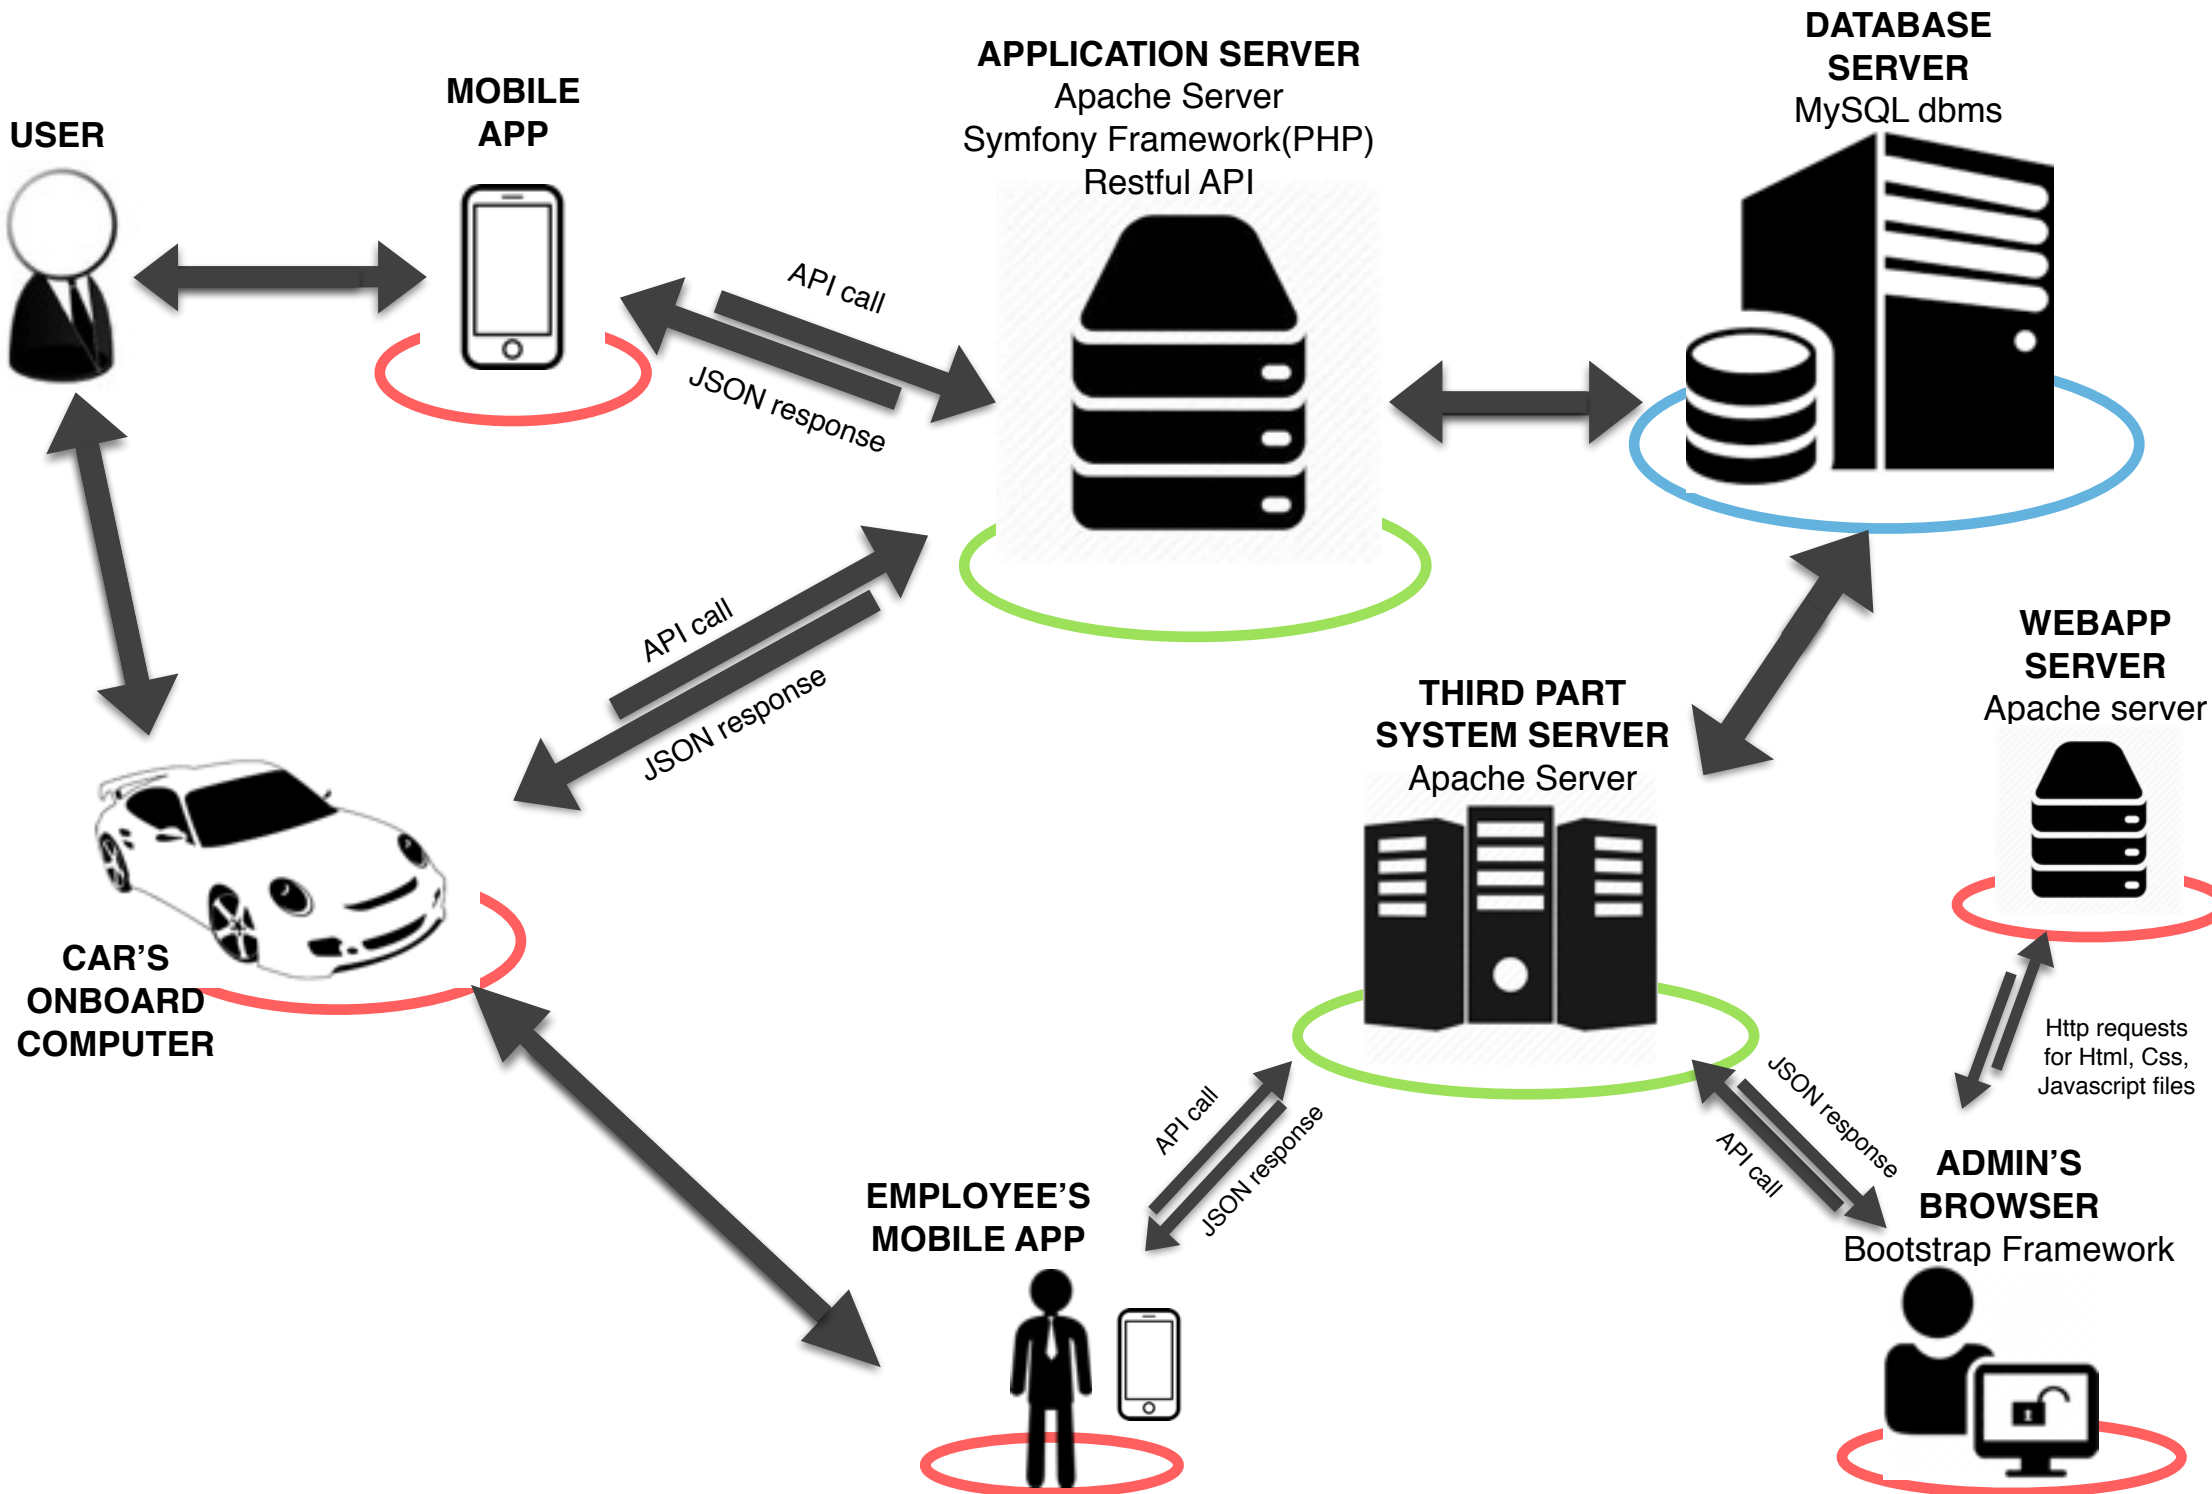 USER
MOBILE
APP
APPLICATION SERVER
Apache Server
Symfony Framework(PHP)
Restful API
DATABASE
SERVER
MySQL dbms
API call
JSON response
API call
JSON response
WEBAPP
SERVER
Apache server
THIRD PART
SYSTEM SERVER
Apache Server
CAR'S
ONBOARD
COMPUTER
Http requests
for Html, Css,
Javascript files
API call
JSON response
JSON response
API call
EMPLOYEE'S
MOBILE APP
ADMIN'S
BROWSER
Bootstrap Framework